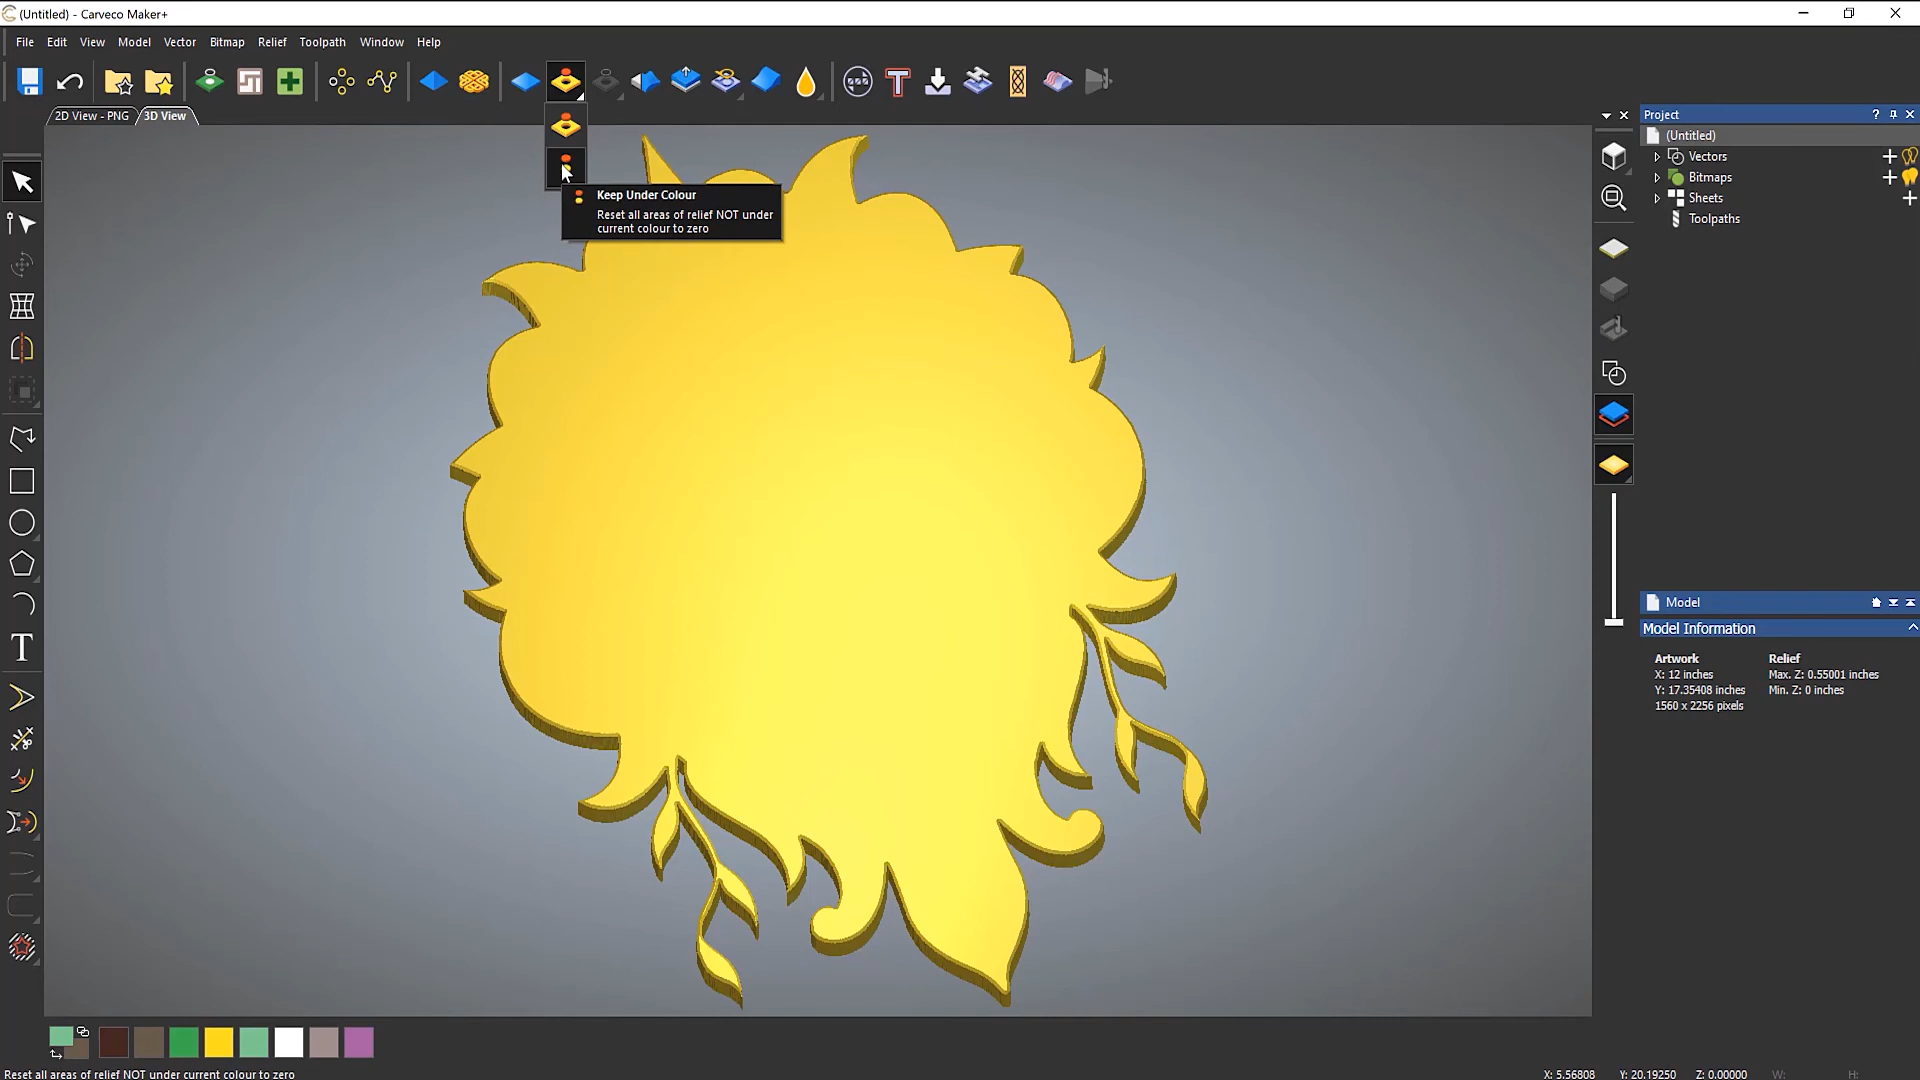 (Untitled) - Carveco Maker+
File Edit View Model Vector Bitmap Relief Toolpath Window Help
2D View - PNG 3D View
Keep Under Colour
Reset all areas of relief NOT under
current colour to zero
Project
(Untitled)
Vectors
Bitmaps
Sheets
Toolpaths
Model
Model Information
Artwork Relief
X: 12 inches Max. Z: 0.55001 inches
Y: 17.35408 inches Min. Z: 0 inches
1560 x 2256 pixels
Reset all areas of relief NOT under current colour to zero
X: 5.56808 Y: 20.19250 Z: 0.00000 W: H: